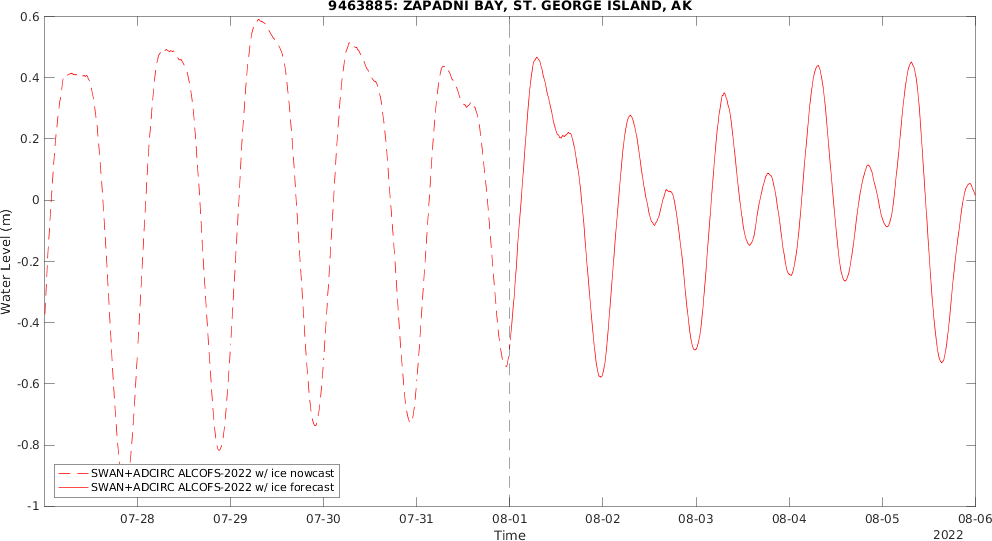 9463885: ZAPADNI BAY, ST. GEORGE ISLAND, AK
0.6
0.4
0.2
0
-0.2
-0.4
-0.6
-0.8
-1
Water Level (m)
SWAN+ADCIRC ALCOFS-2022 w/ ice nowcast
SWAN+ADCIRC ALCOFS-2022 w/ ice forecast
07-28 07-29 07-30 07-31 08-01 08-02 08-03 08-04 08-05 08-06
Time
2022